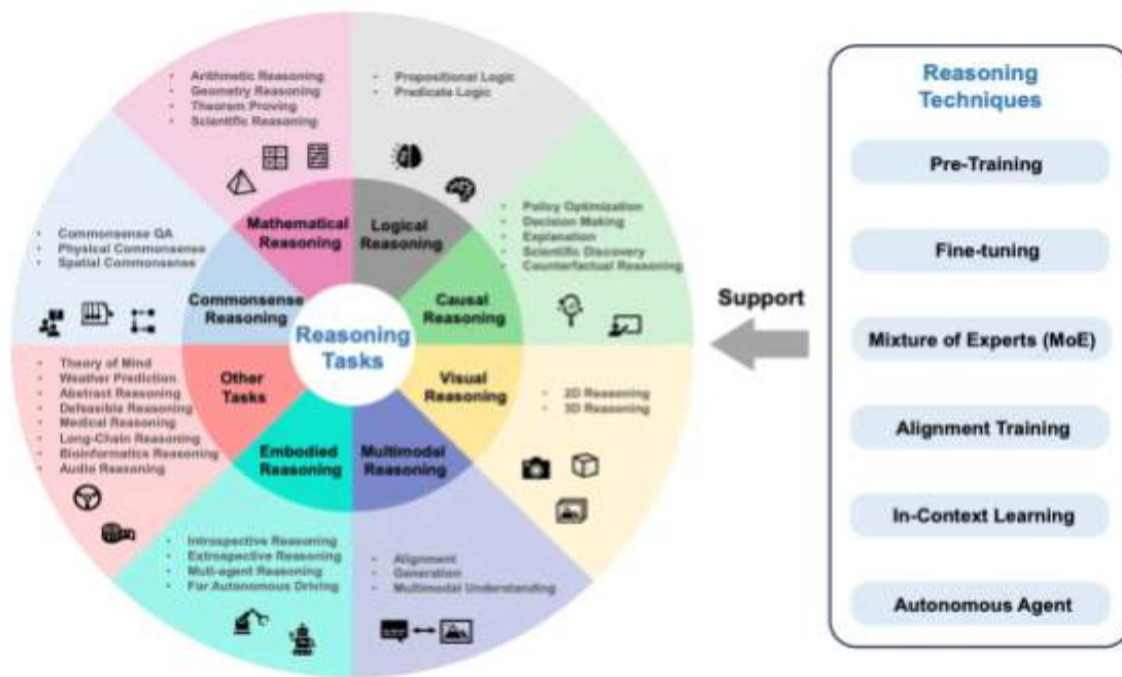 Arithmetic Reasoning
Geometry Reasoning
Theorem Proving
Scientific Reasoning
Propositional Logic
Predicate Logic
Mathematical
Reasoning
Logical
Reasoning
Commonsense QA
Physical Commonsense
Spatial Commonsense
Policy Optimization
Decision Making
Explanation
Scientific Discovery
Counterfactual Reasoning
Commonsense
Reasoning
Causal
Reasoning
Reasoning
Tasks
Theory of Mind
Weather Prediction
Abstract Reasoning
Defeasible Reasoning
Medical Reasoning
Long-Chain Reasoning
Bioinformatics Reasoning
Audio Reasoning
Other
Tasks
Visual
Reasoning
2D Reasoning
3D Reasoning
Embodied
Reasoning
Multimodal
Reasoning
Introspective Reasoning
Extrospective Reasoning
Multi-agent Reasoning
For Autonomous Driving
Alignment
Generation
Multimodal Understanding
Support
Reasoning
Techniques
Pre-Training
Fine-tuning
Mixture of Experts (MoE)
Alignment Training
In-Context Learning
Autonomous Agent